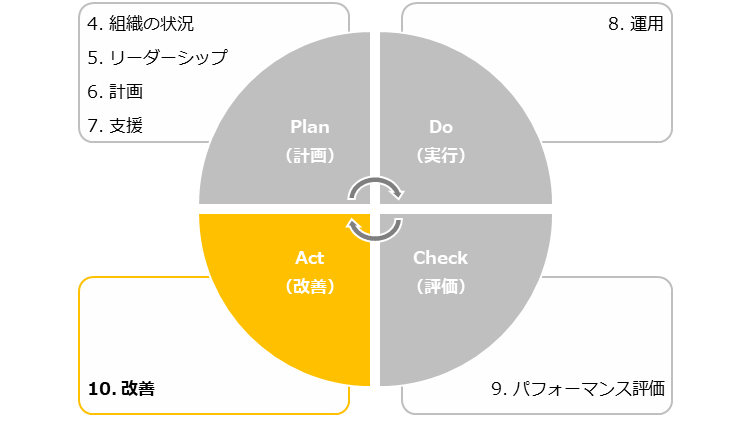 4. 組織の状況
5. リーダーシップ
6. 計画
7. 支援
Plan
（計画）
8. 運用
Do
（実行）
Act
（改善）
10. 改善
Check
（評価）
9. パフォーマンス評価